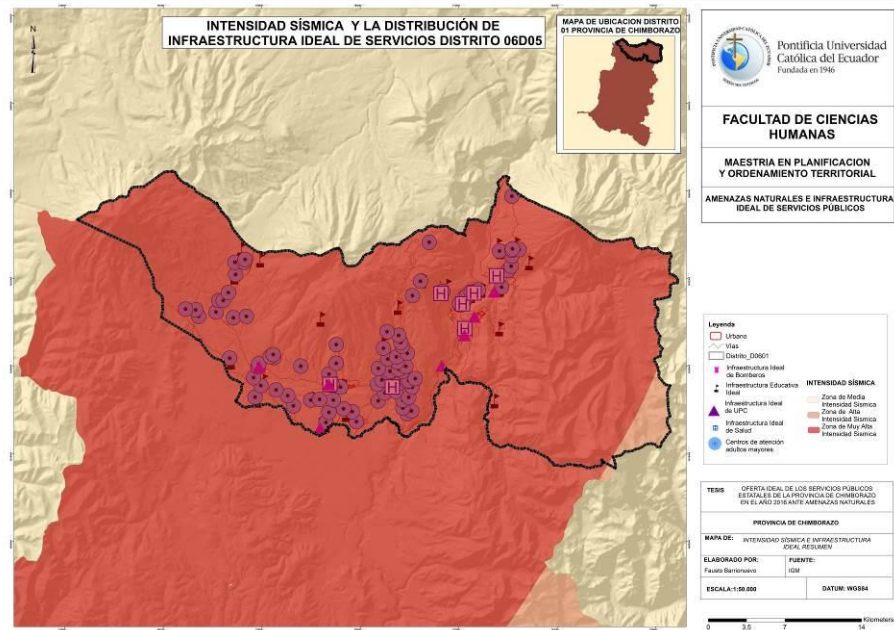 INTENSIDAD SÍSMICA Y LA DISTRIBUCIÓN DE
INFRAESTRUCTURA IDEAL DE SERVICIOS DISTRITO 06D05
MAPA DE UBICACION DISTRITO
01 PROVINCIA DE CHIMBORAZO
N
H
H
H
H
H
H
H
Pontificia Universidad
Católica del Ecuador
Fundada en 1946
FACULTAD DE CIENCIAS
HUMANAS
MAESTRIA EN PLANIFICACION
Y ORDENAMIENTO TERRITORIAL
AMENAZAS NATURALES E INFRAESTRUCTURA
IDEAL DE SERVICIOS PÚBLICOS
Leyenda
Urbano
Vías
Distrito_D0601
Infraestructura Ideal
de Bomberos
Infraestructura Educativa
Ideal
Infraestructura Ideal
de UPC
Infraestructura Ideal
de Salud
Centros de atención
adultos mayores
INTENSIDAD SÍSMICA
Zona de Media
Intensidad Sísmica
Zona de Alta
Intensidad Sísmica
Zona de Muy Alta
Intensidad Sísmica
TESIS OFERTA IDEAL DE LOS SERVICIOS PÚBLICOS
ESTATALES DE LA PROVINCIA DE CHIMBORAZO
EN EL AÑO 2016 ANTE AMENAZAS NATURALES
PROVINCIA DE CHIMBORAZO
MAPA DE: INTENSIDAD SÍSMICA E INFRAESTRUCTURA
IDEAL RESUMEN
ELABORADO POR: FUENTE:
Fausto Barrionuevo IGM
ESCALA:1:50.000 DATUM: WGS84
Kilometers
0 3.5 7 14